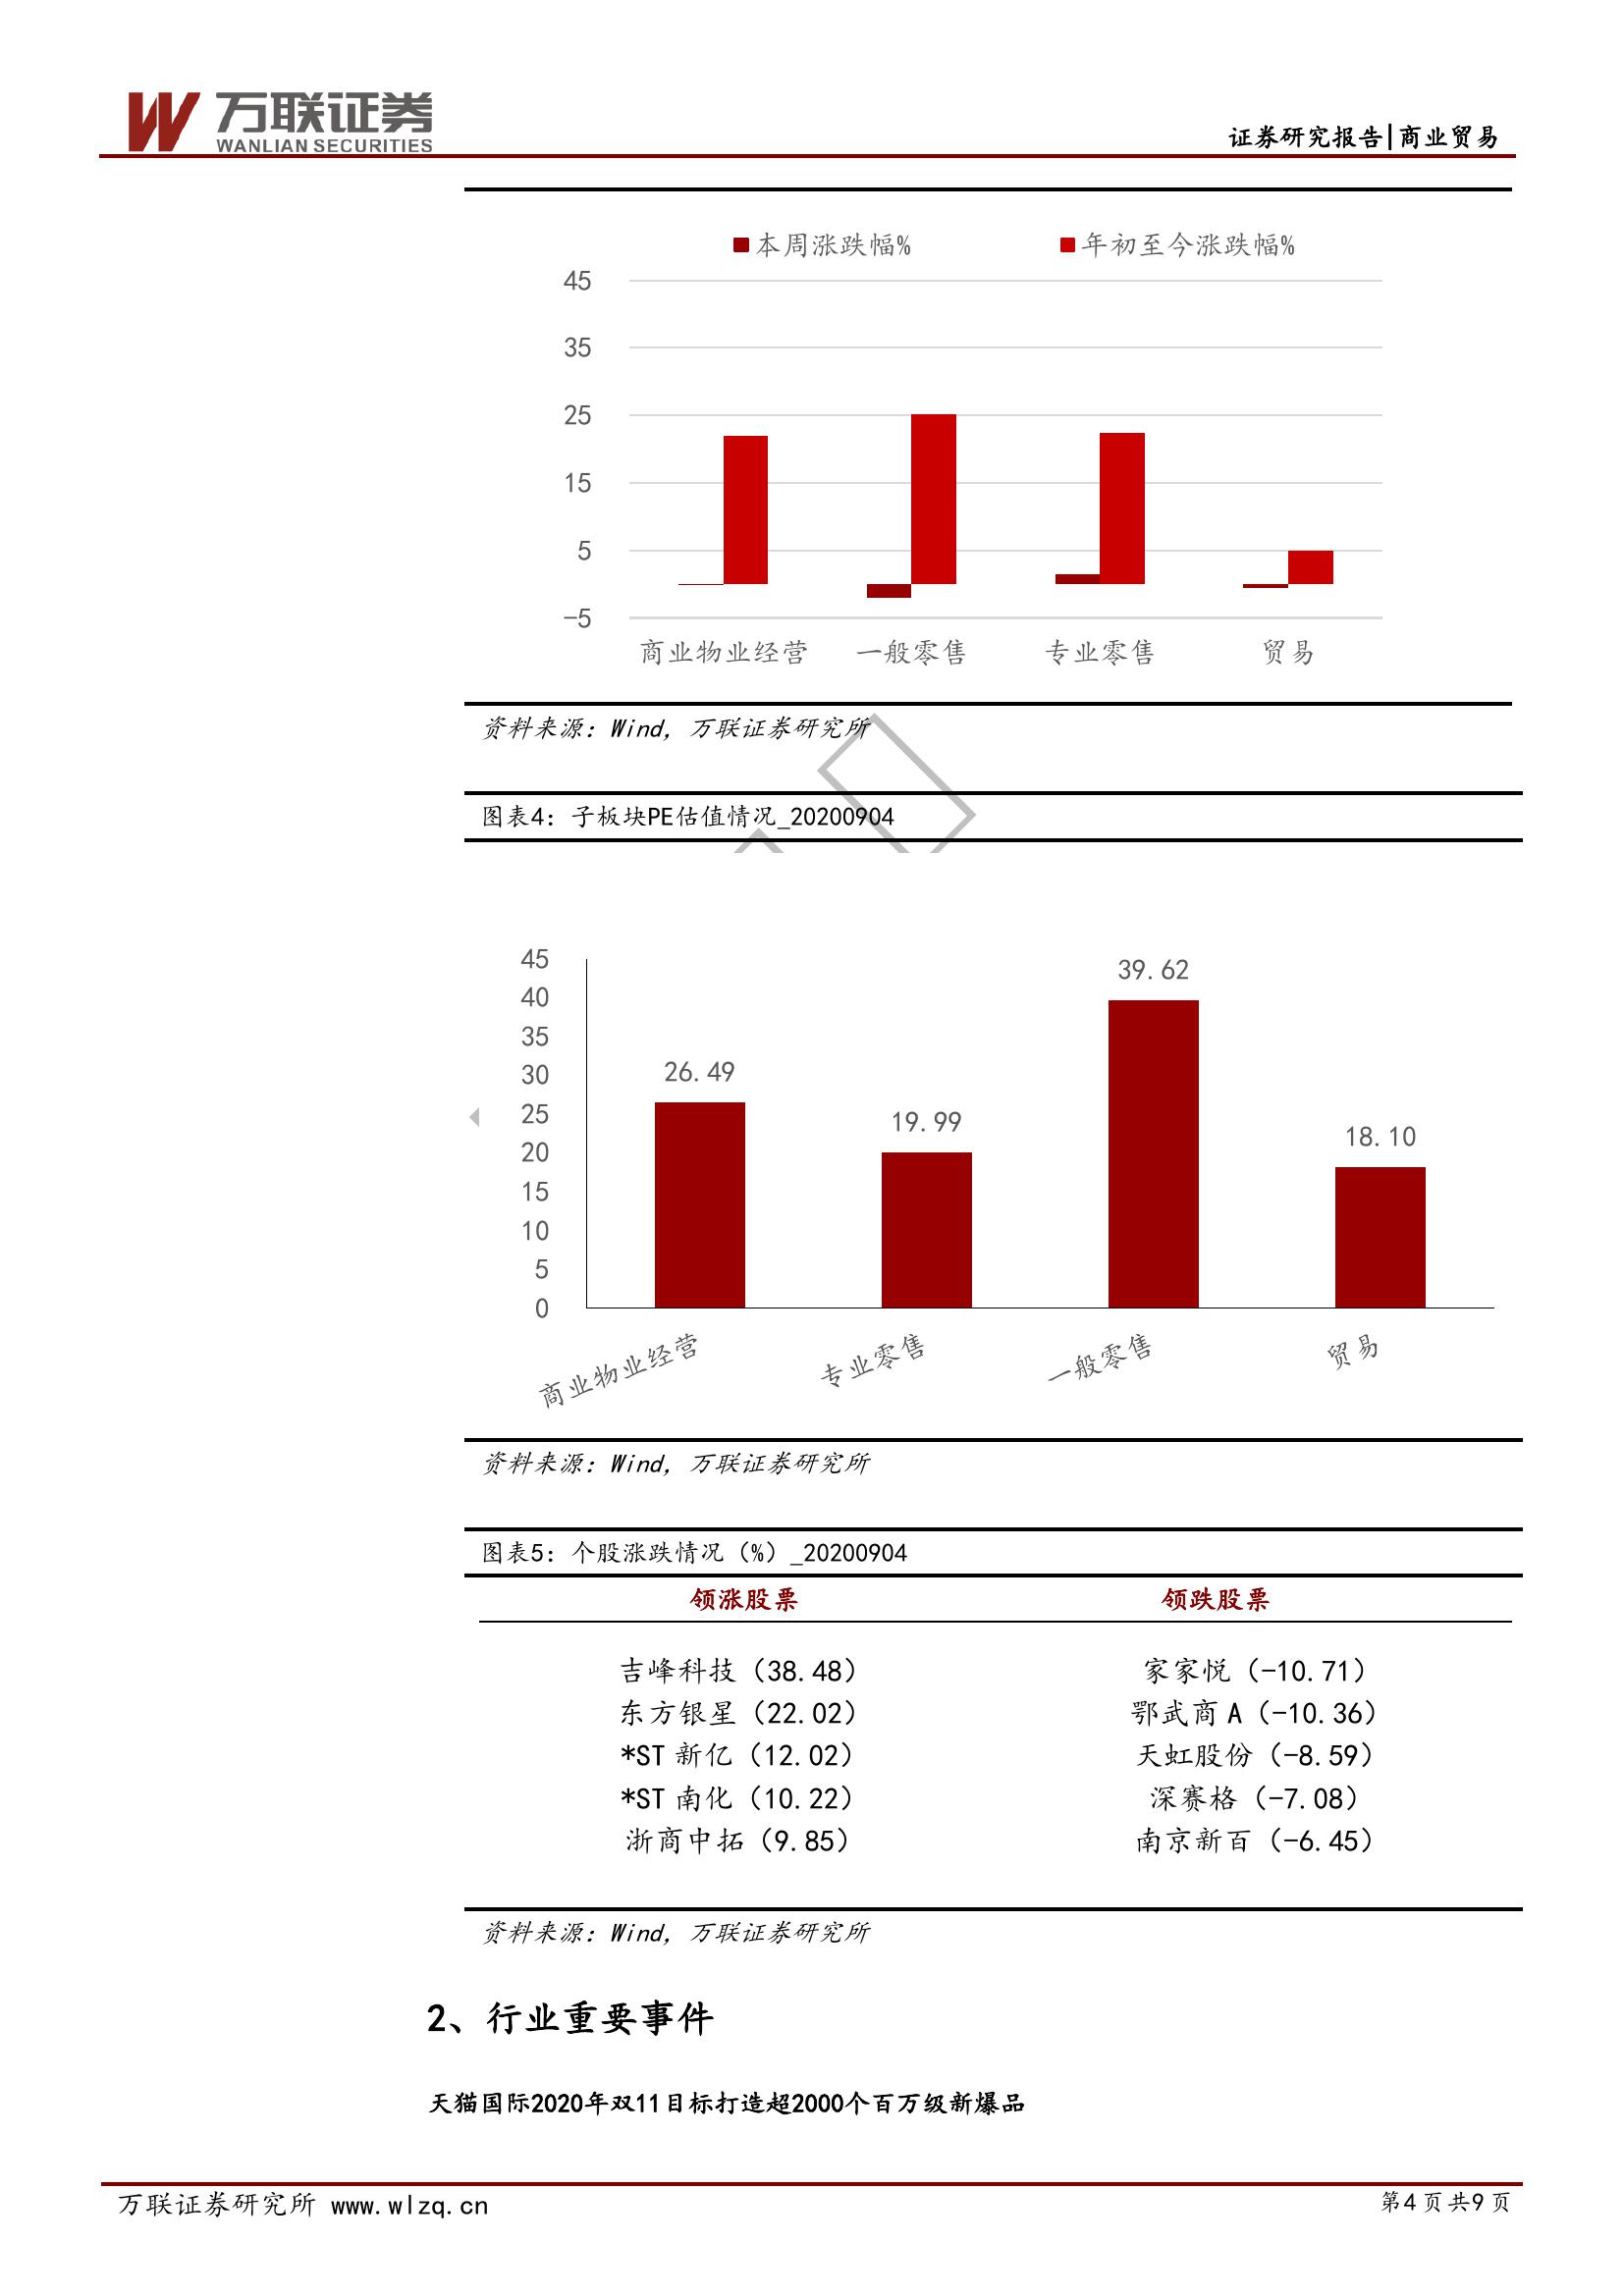 万联证券
WANLIAN SECURITIES
证券研究报告|商业贸易
本周涨跌幅% 年初至今涨跌幅%
45
35
25
15
5
-5
商业物业经营 一般零售 专业零售 贸易
资料来源：Wind，万联证券研究所
图表4：子板块PE估值情况_20200904
45
40
35
30
25
20
15
10
5
0
26.49 19.99 39.62 18.10
商业物业经营 专业零售 一般零售 贸易
资料来源：Wind，万联证券研究所
图表5：个股涨跌情况（%）_20200904
领涨股票 领跌股票
吉峰科技（38.48） 家家悦（-10.71）
东方银星（22.02） 鄂武商 A（-10.36）
*ST 新亿（12.02） 天虹股份（-8.59）
*ST 南化（10.22） 深赛格（-7.08）
浙商中拓（9.85） 南京新百（-6.45）
资料来源：Wind，万联证券研究所
2、行业重要事件
天猫国际2020年双11目标打造超2000个百万级新爆品
万联证券研究所 www.wlzq.cn 第4页共9页